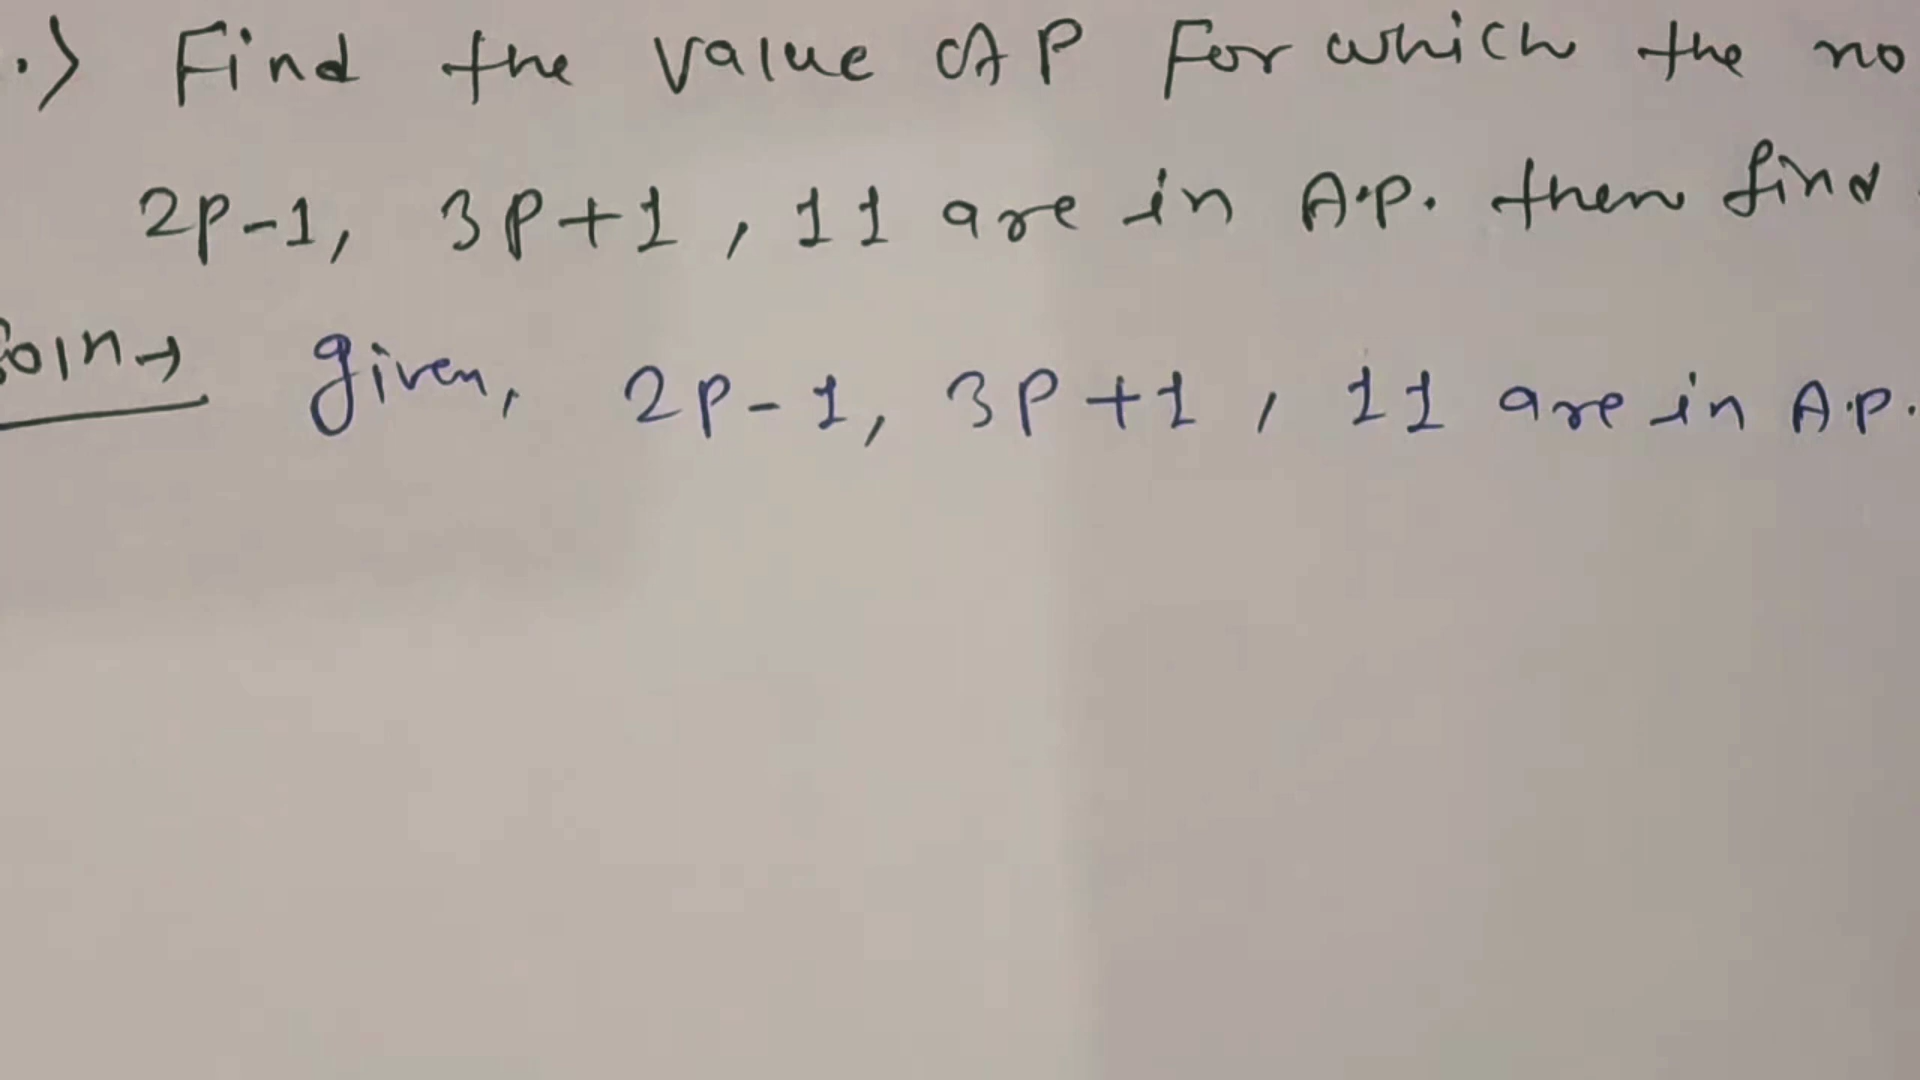 .) Find the value of P For which the no
2p-1, 3p+1, 11 are in A.P. then find
Soln→ given, 2p-1, 3p+1, 11 are in A.P.